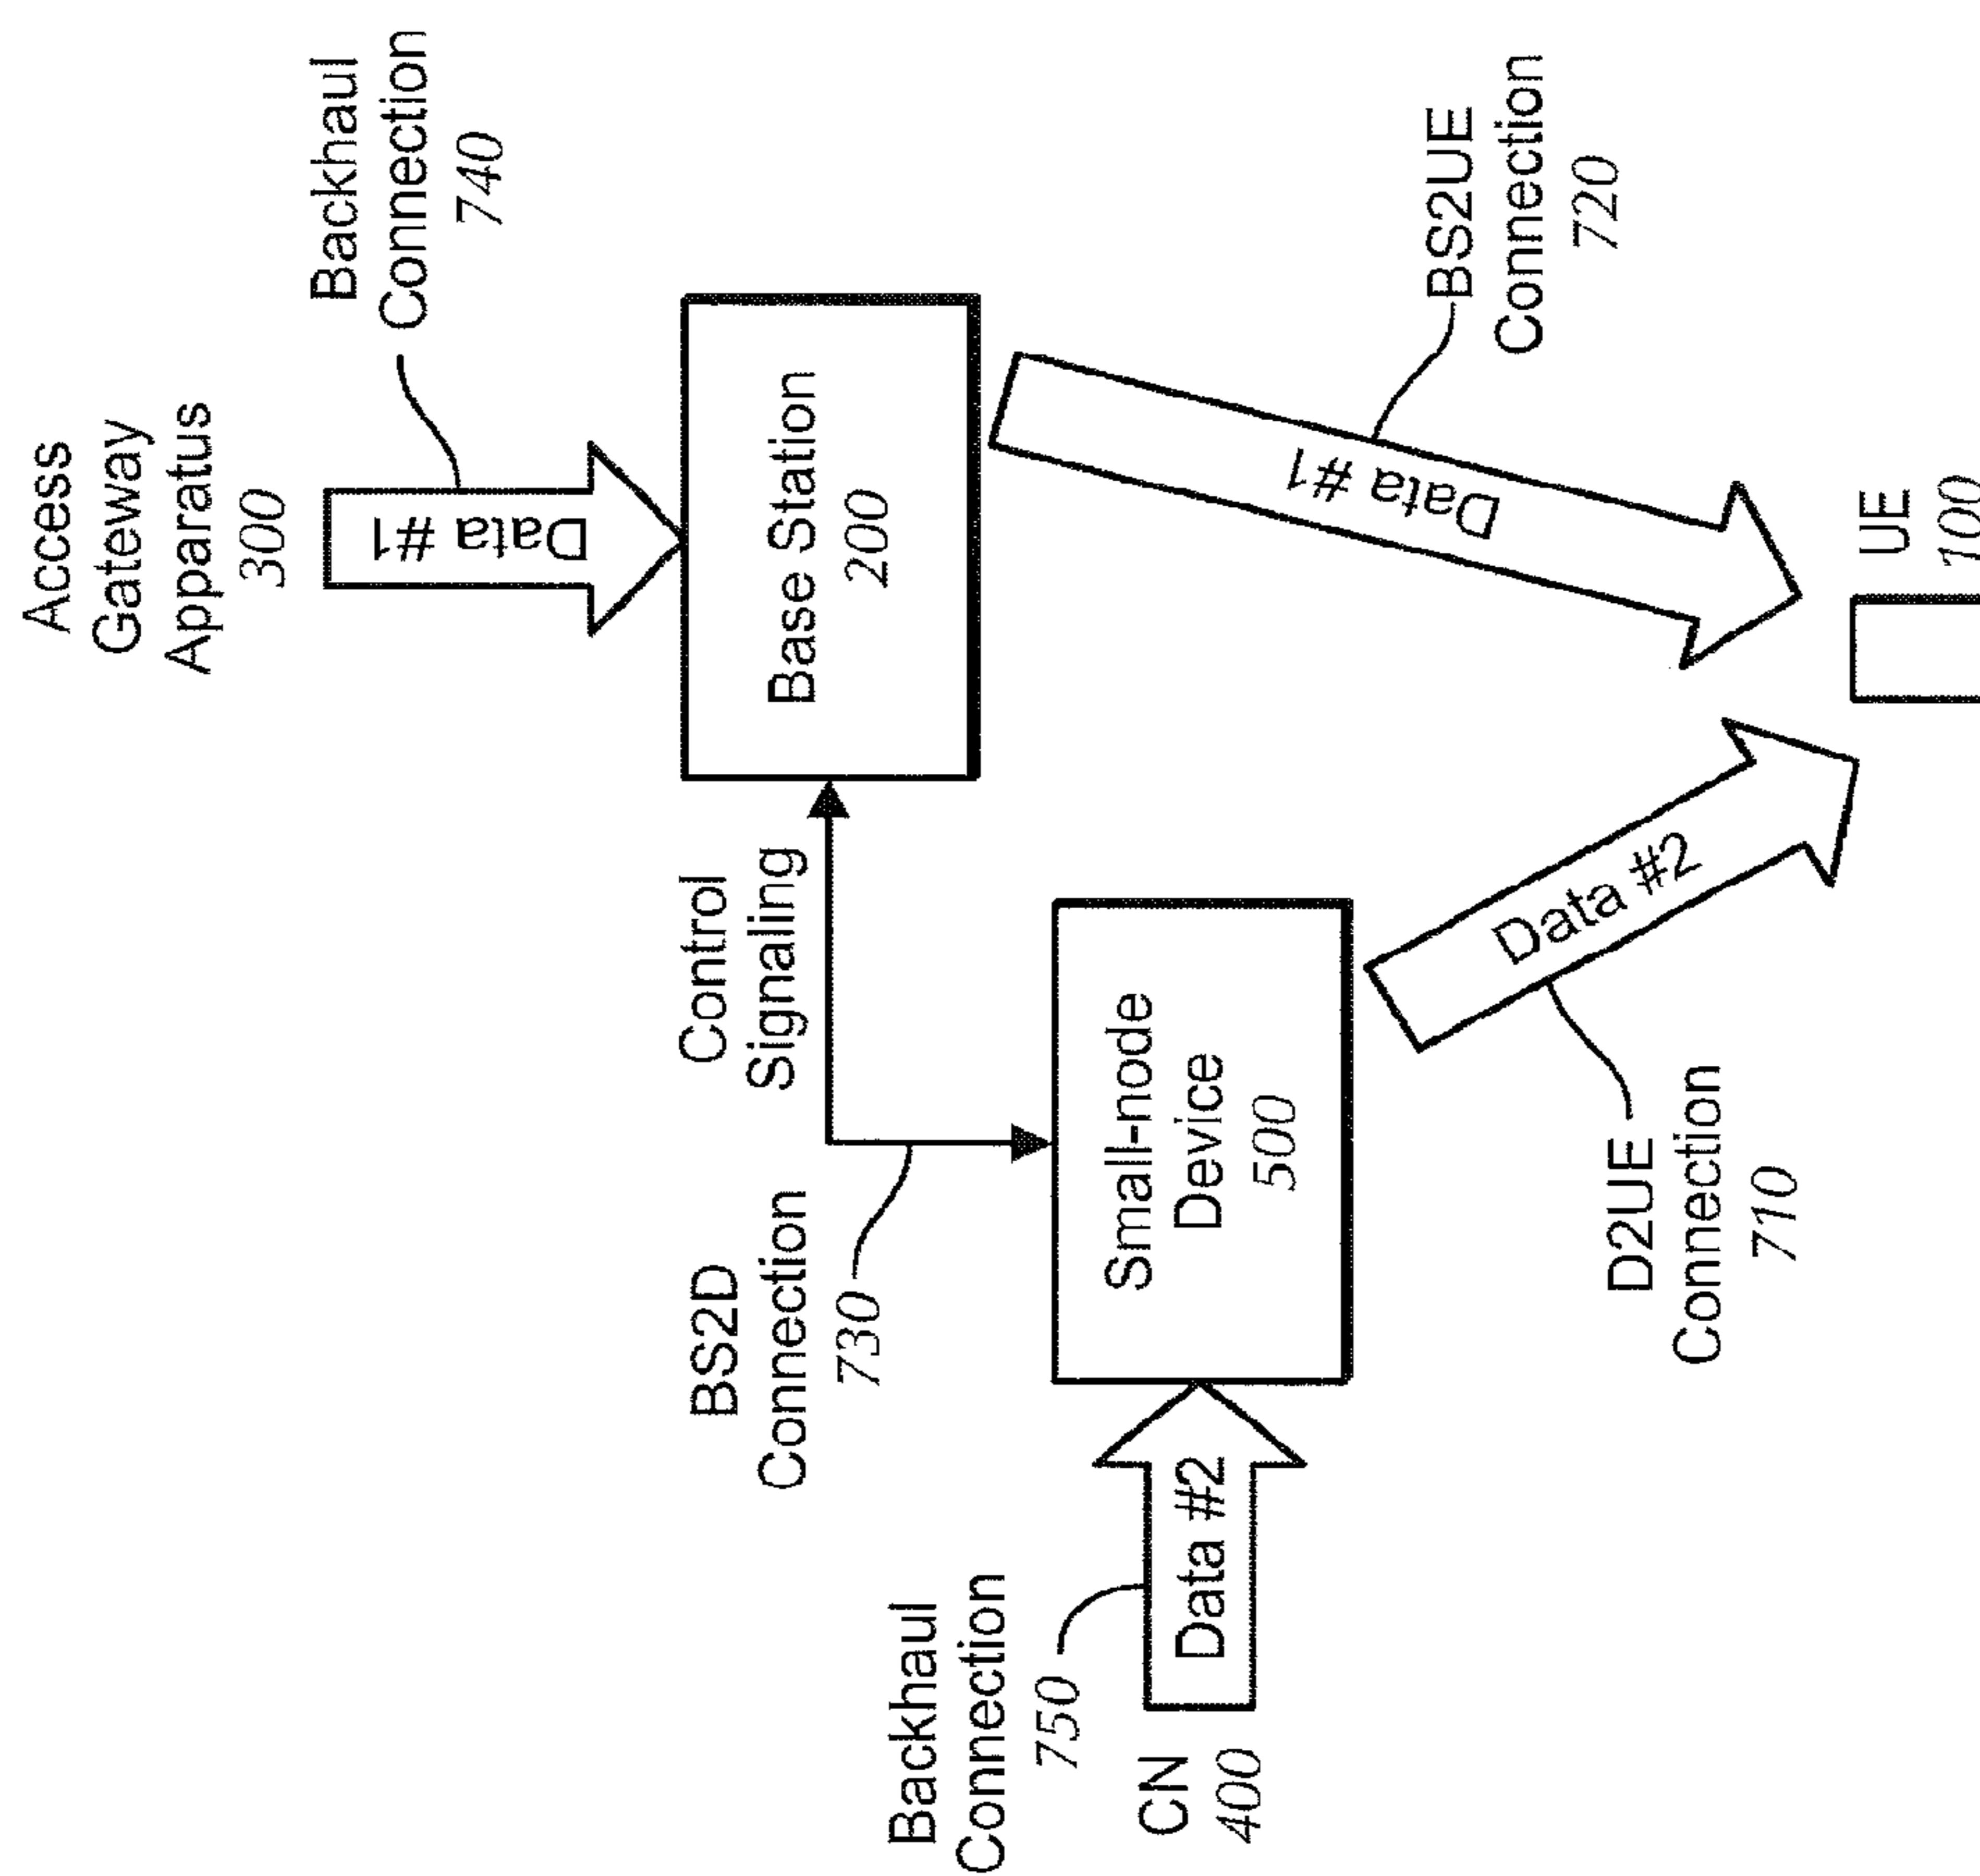 Access
Gateway
Apparatus
300
Backhaul
Connection
740
Data #1
Base Station
200
Control
Signaling
BS2D
Connection
730
Small-node
Device
500
Backhaul
Connection
750
CN
400
Data #2
Data #2
D2UE
Connection
710
Data #1
BS2UE
Connection
720
UE
100